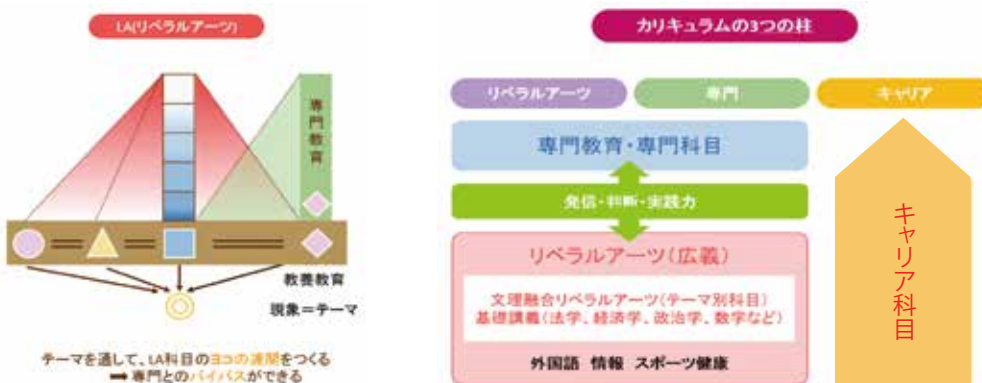 LA(リベラルアーツ)
専門教育
教養教育
現象＝テーマ
テーマを通して、LA科目のヨコの連関をつくる
➡ 専門とのバイパスができる
カリキュラムの3つの柱
リベラルアーツ
専門
キャリア
専門教育・専門科目
発信・判断・実践力
リベラルアーツ(広義)
文理融合リベラルアーツ(テーマ別科目)
基礎講義(法学、経済学、政治学、数学など)
外国語 情報 スポーツ健康
キャリア科目